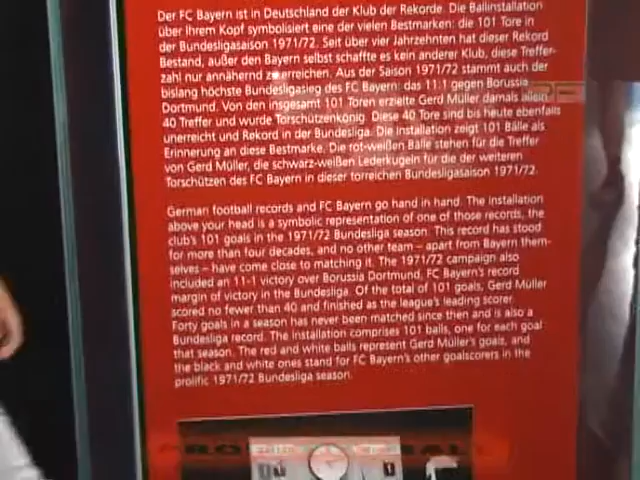 Der FC Bayern ist in Deutschland der Klub der Rekorde. Die Ballinstallation
über Ihrem Kopf symbolisiert eine der vielen Bestmarken: die 101 Tore in
der Bundesligasaison 1971/72. Seit über vier Jahrzehnten hat dieser Rekord
Bestand, außer den Bayern selbst schaffte es kein anderer Klub, diese Treffer-
zahl nur annähernd zu erreichen. Aus der Saison 1971/72 stammt auch der
bislang höchste Bundesligasieg des FC Bayern: das 11:1 gegen Borussia
Dortmund. Von den insgesamt 101 Toren erzielte Gerd Müller damals allein
40 Treffer und wurde Torschützenkönig. Diese 40 Tore sind bis heute ebenfalls
unerreicht und Rekord in der Bundesliga. Die Installation zeigt 101 Bälle als
Erinnerung an diese Bestmarke. Die rot-weißen Bälle stehen für die Treffer
von Gerd Müller, die schwarz-weißen Lederkugeln für die der weiteren
Torschützen des FC Bayern in dieser torreichen Bundesligasaison 1971/72.
German football records and FC Bayern go hand in hand. The installation
above your head is a symbolic representation of one of those records, the
club's 101 goals in the 1971/72 Bundesliga season. This record has stood
for more than four decades, and no other team – apart from Bayern them-
selves – have come close to matching it. The 1971/72 campaign also
included an 11-1 victory over Borussia Dortmund, FC Bayern's record
margin of victory in the Bundesliga. Of the total of 101 goals, Gerd Müller
scored no fewer than 40 and finished as the league's leading scorer.
Forty goals in a season has never been matched since then and is also a
Bundesliga record. The installation comprises 101 balls, one for each goal
that season. The red and white balls represent Gerd Müller's goals, and
the black and white ones stand for FC Bayern's other goalscorers in the
prolific 1971/72 Bundesliga season.